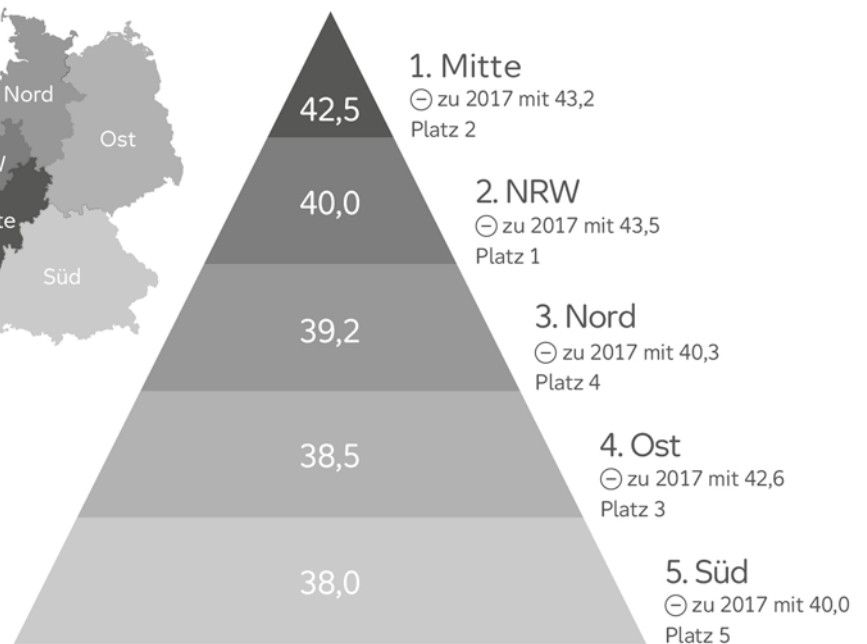 Nord
Ost
W
te
Süd
42,5
1. Mitte
⊖ zu 2017 mit 43,2
Platz 2
40,0
2. NRW
⊖ zu 2017 mit 43,5
Platz 1
39,2
3. Nord
⊖ zu 2017 mit 40,3
Platz 4
38,5
4. Ost
⊖ zu 2017 mit 42,6
Platz 3
38,0
5. Süd
⊖ zu 2017 mit 40,0
Platz 5